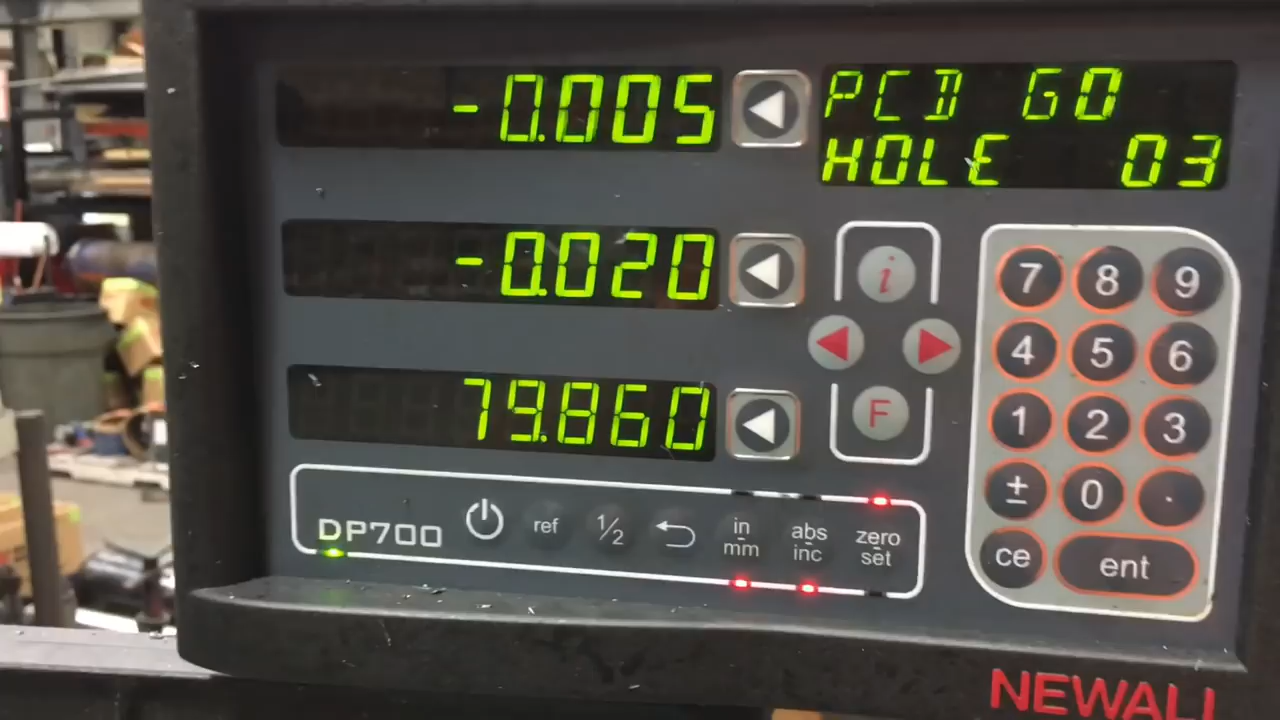 -0.005
PCD GO
HOLE 03
-0.020
79.860
i
F
7 8 9
4 5 6
1 2 3
± 0 .
ce ent
DP700
ref
1/2
in
mm
abs
inc
zero
set
NEWALL